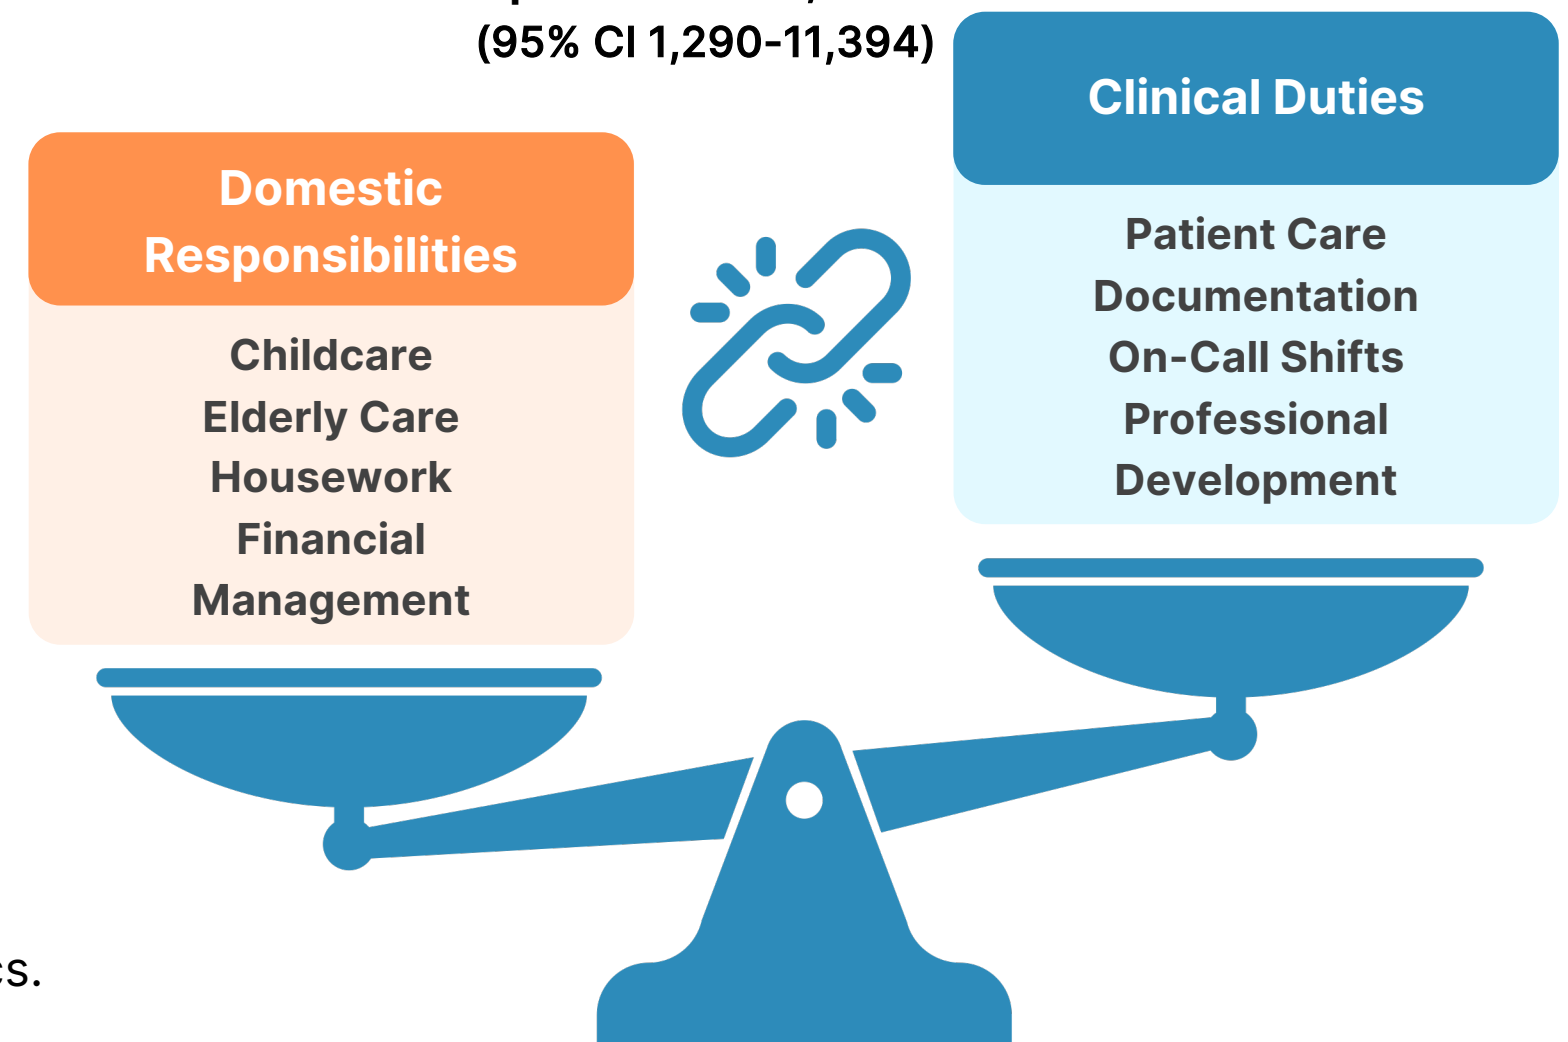 (95% CI 1,290-11,394)
Clinical Duties
Patient Care
Documentation
On-Call Shifts
Professional
Development
Domestic
Responsibilities
Childcare
Elderly Care
Housework
Financial
Management